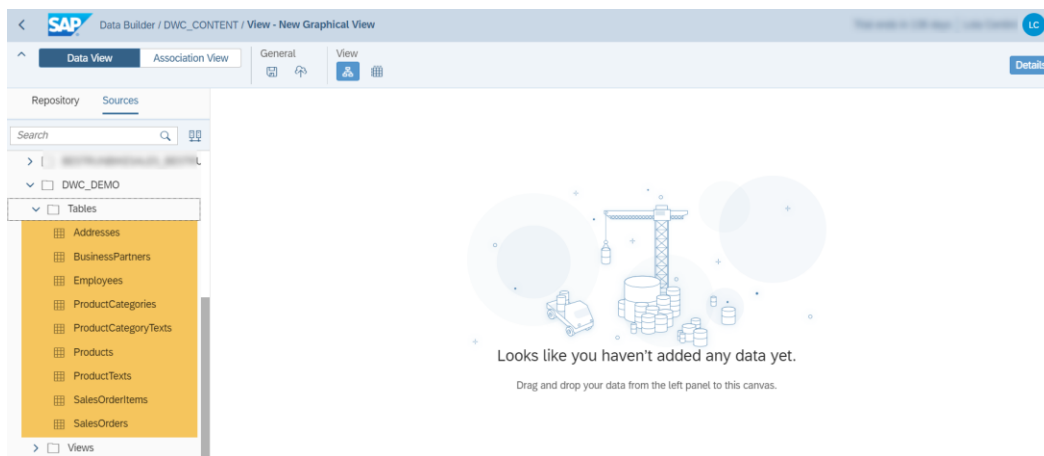 SAP Data Builder / DWC_CONTENT / View - New Graphical View
LC
Data View Association View General View
Details
Repository Sources
Search
DWC_DEMO
Tables
Addresses
BusinessPartners
Employees
ProductCategories
ProductCategoryTexts
Products
ProductTexts
SalesOrderItems
SalesOrders
Views
Looks like you haven't added any data yet.
Drag and drop your data from the left panel to this canvas.